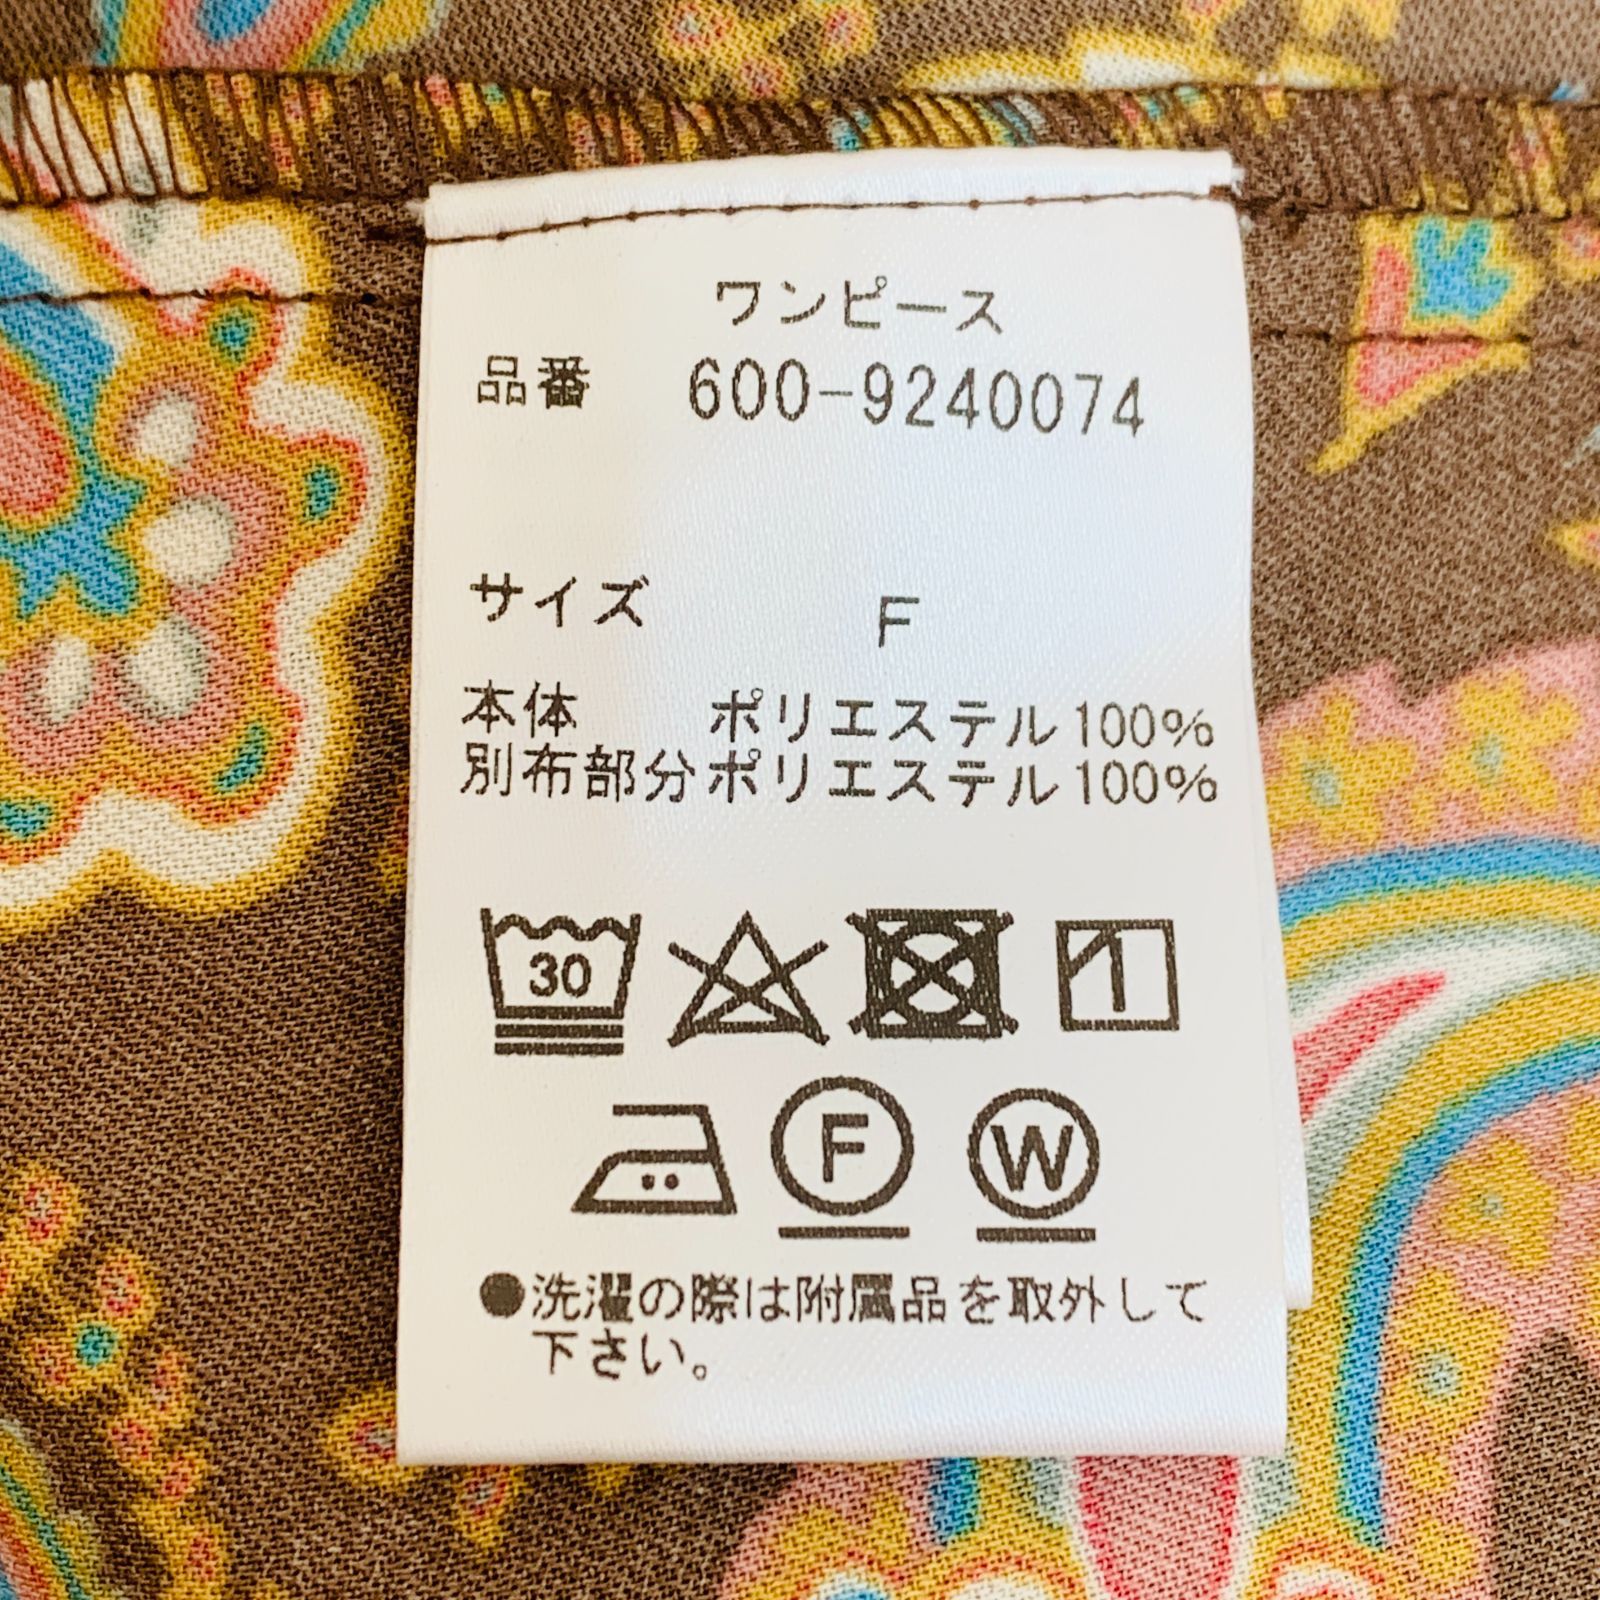 ワンピース
品番 600-9240074
サイズ F
本体 ポリエステル100%
別布部分ポリエステル100%
30
F W
●洗濯の際は附属品を取外して
下さい。